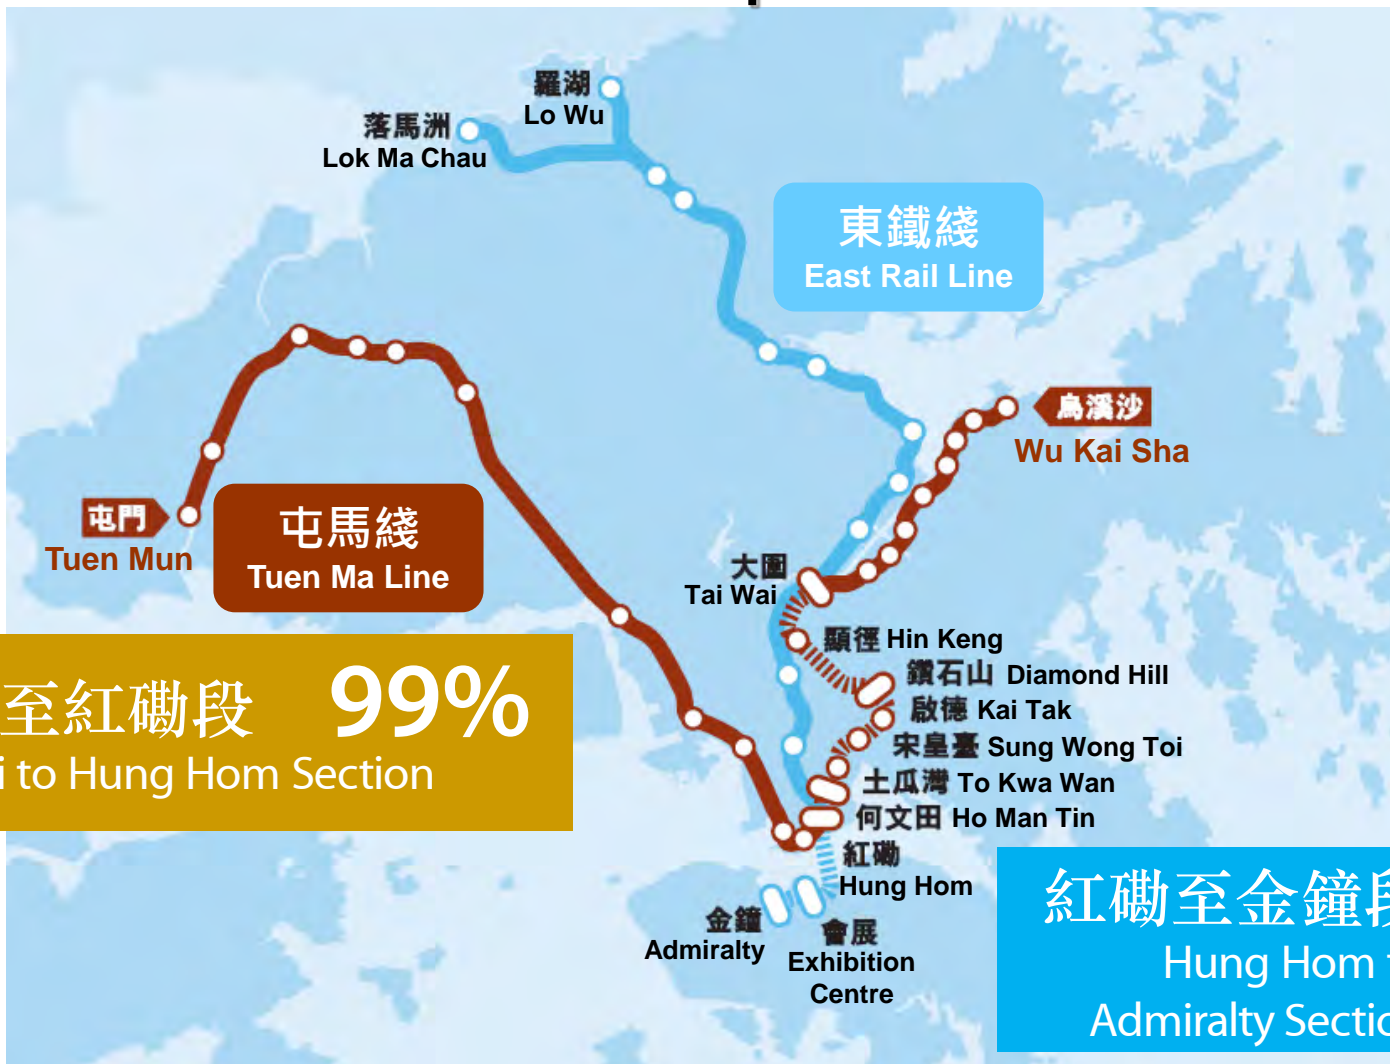 羅湖
Lo Wu
落馬洲
Lok Ma Chau
東鐵綫
East Rail Line
烏溪沙
Wu Kai Sha
屯門
Tuen Mun
屯馬綫
Tuen Ma Line
大圍
Tai Wai
顯徑 Hin Keng
鑽石山 Diamond Hill
啟德 Kai Tak
宋皇臺 Sung Wong Toi
土瓜灣 To Kwa Wan
何文田 Ho Man Tin
紅磡
Hung Hom
至紅磡段 99%
i to Hung Hom Section
金鐘
Admiralty
會展
Exhibition
Centre
紅磡至金鐘段
Hung Hom
Admiralty Sectio